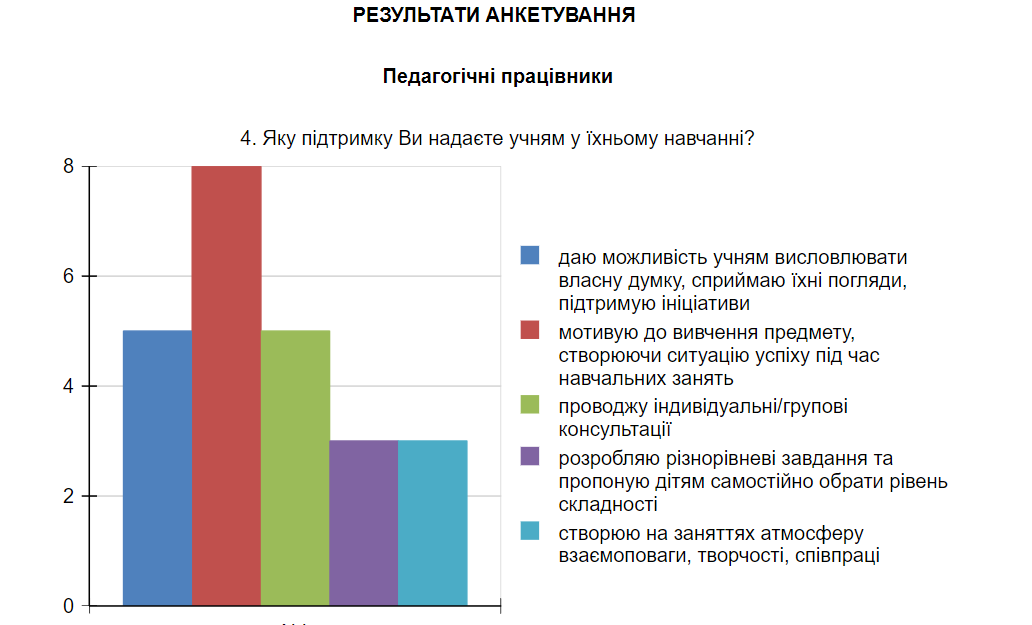 РЕЗУЛЬТАТИ АНКЕТУВАННЯ
Педагогічні працівники
4. Яку підтримку Ви надаєте учням у їхньому навчанні?
8
6
4
2
0
даю можливість учням висловлювати
власну думку, сприймаю їхні погляди,
підтримую ініціативи
мотивую до вивчення предмету,
створюючи ситуацію успіху під час
навчальних занять
проводжу індивідуальні/групові
консультації
розробляю різнорівневі завдання та
пропоную дітям самостійно обрати рівень
складності
створюю на заняттях атмосферу
взаємоповаги, творчості, співпраці